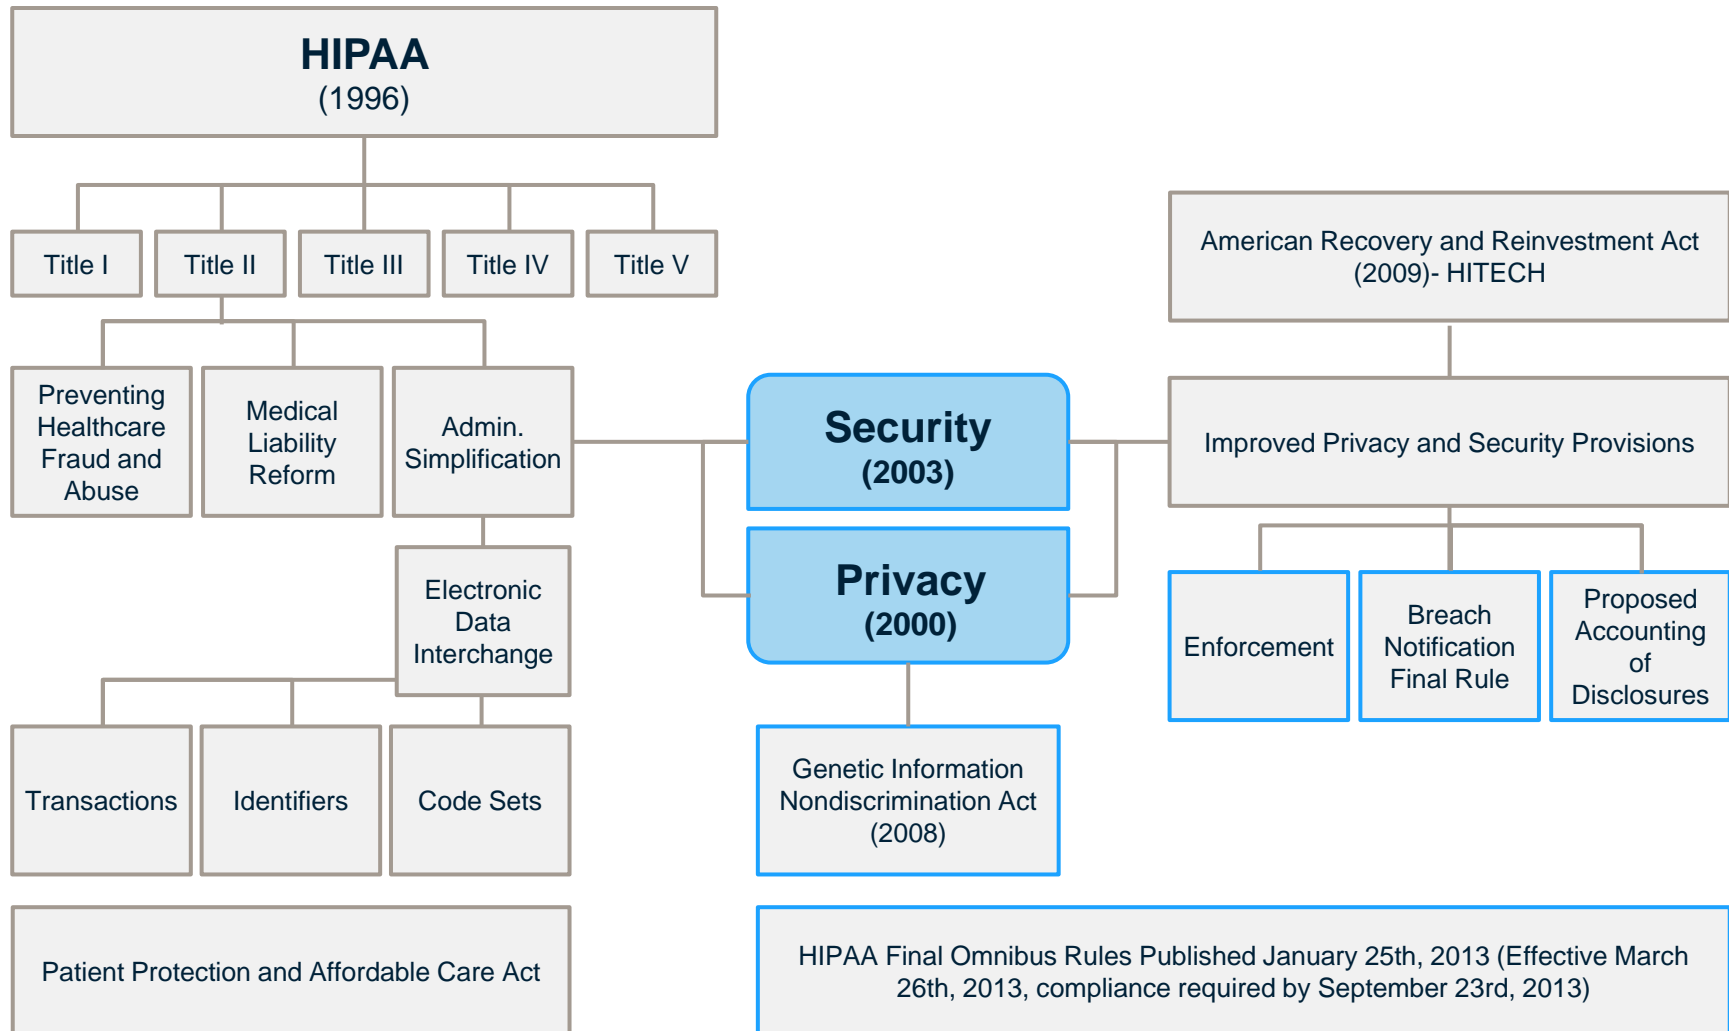 HIPAA
(1996)
Title I
Title II
Title III
Title IV
Title V
American Recovery and Reinvestment Act
(2009)- HITECH
Preventing
Healthcare
Fraud and
Abuse
Medical
Liability
Reform
Admin.
Simplification
Security
(2003)
Improved Privacy and Security Provisions
Privacy
(2000)
Electronic
Data
Interchange
Enforcement
Breach
Notification
Final Rule
Proposed
Accounting
of
Disclosures
Transactions
Identifiers
Code Sets
Genetic Information
Nondiscrimination Act
(2008)
Patient Protection and Affordable Care Act
HIPAA Final Omnibus Rules Published January 25th, 2013 (Effective March
26th, 2013, compliance required by September 23rd, 2013)